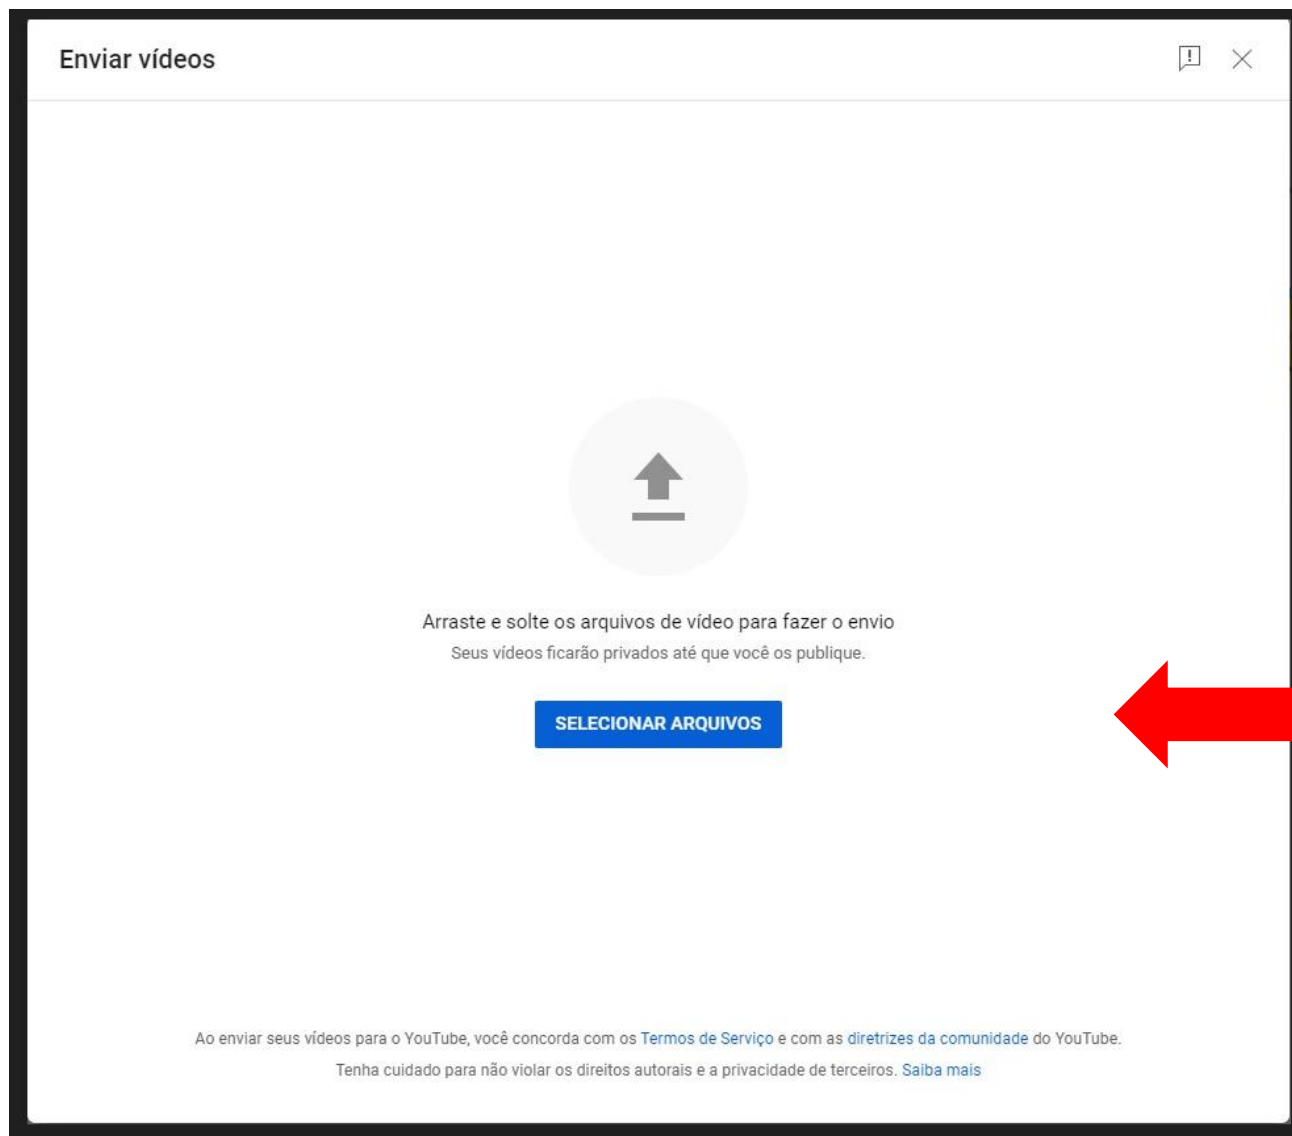 Enviar vídeos
Arraste e solte os arquivos de vídeo para fazer o envio
Seus vídeos ficarão privados até que você os publique.
SELECIONAR ARQUIVOS
Ao enviar seus vídeos para o YouTube, você concorda com os Termos de Serviço e com as diretrizes da comunidade do YouTube.
Tenha cuidado para não violar os direitos autorais e a privacidade de terceiros. Saiba mais